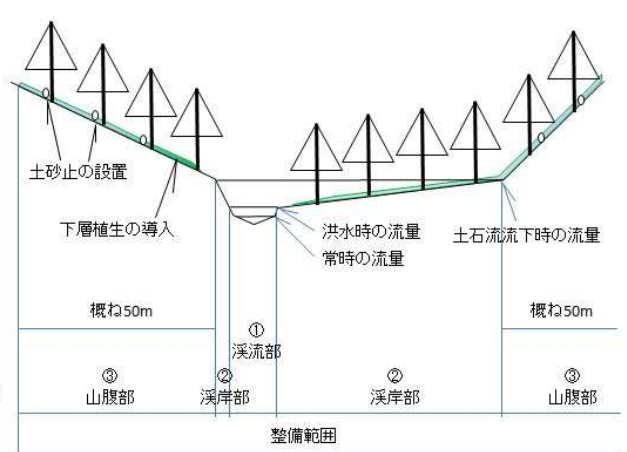 土砂止の設置
下層植生の導入
洪水時の流量
常時の流量
土石流流下時の流量
概ね50m
概ね50m
①
渓流部
③
山腹部
②
渓岸部
②
渓岸部
③
山腹部
整備範囲